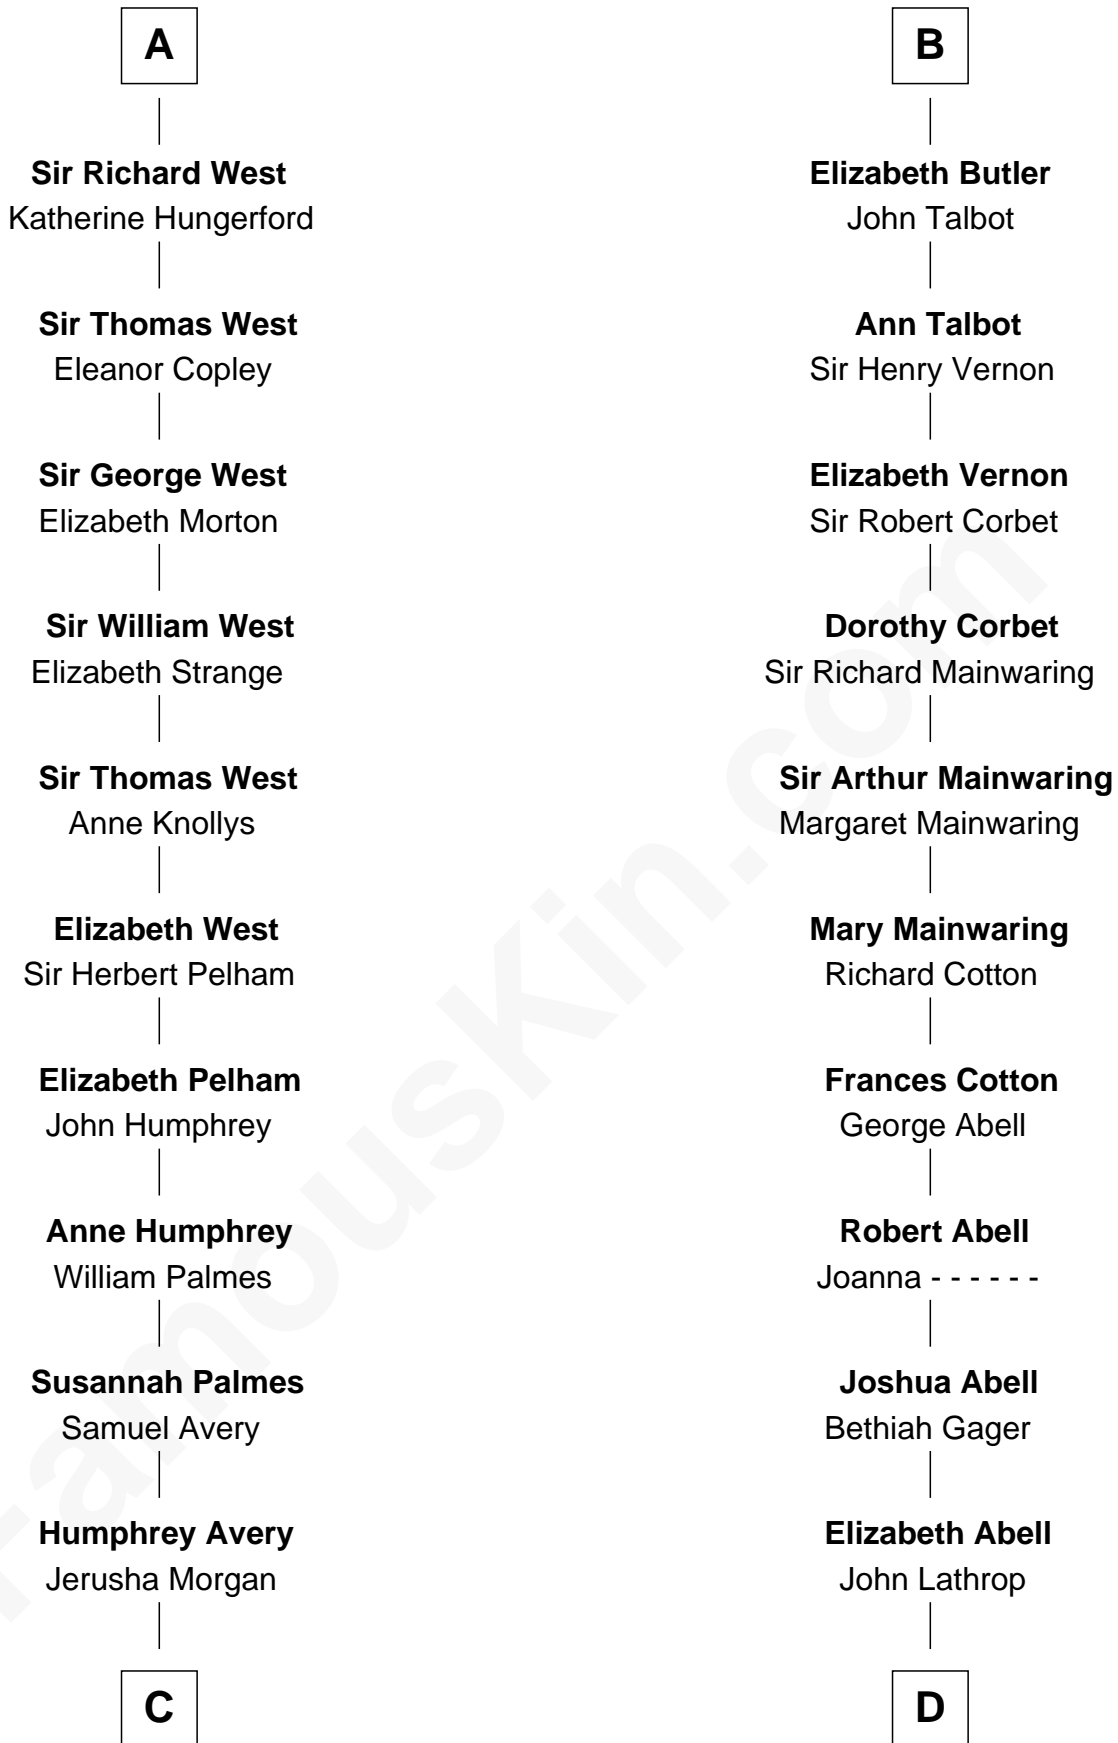 A
Sir Richard West
Katherine Hungerford
Sir Thomas West
Eleanor Copley
Sir George West
Elizabeth Morton
Sir William West
Elizabeth Strange
Sir Thomas West
Anne Knollys
Elizabeth West
Sir Herbert Pelham
Elizabeth Pelham
John Humphrey
Anne Humphrey
William Palmes
Susannah Palmes
Samuel Avery
Humphrey Avery
Jerusha Morgan
C
B
Elizabeth Butler
John Talbot
Ann Talbot
Sir Henry Vernon
Elizabeth Vernon
Sir Robert Corbet
Dorothy Corbet
Sir Richard Mainwaring
Sir Arthur Mainwaring
Margaret Mainwaring
Mary Mainwaring
Richard Cotton
Frances Cotton
George Abell
Robert Abell
Joanna - - - - - -
Joshua Abell
Bethiah Gager
Elizabeth Abell
John Lathrop
D
FamousKin.com